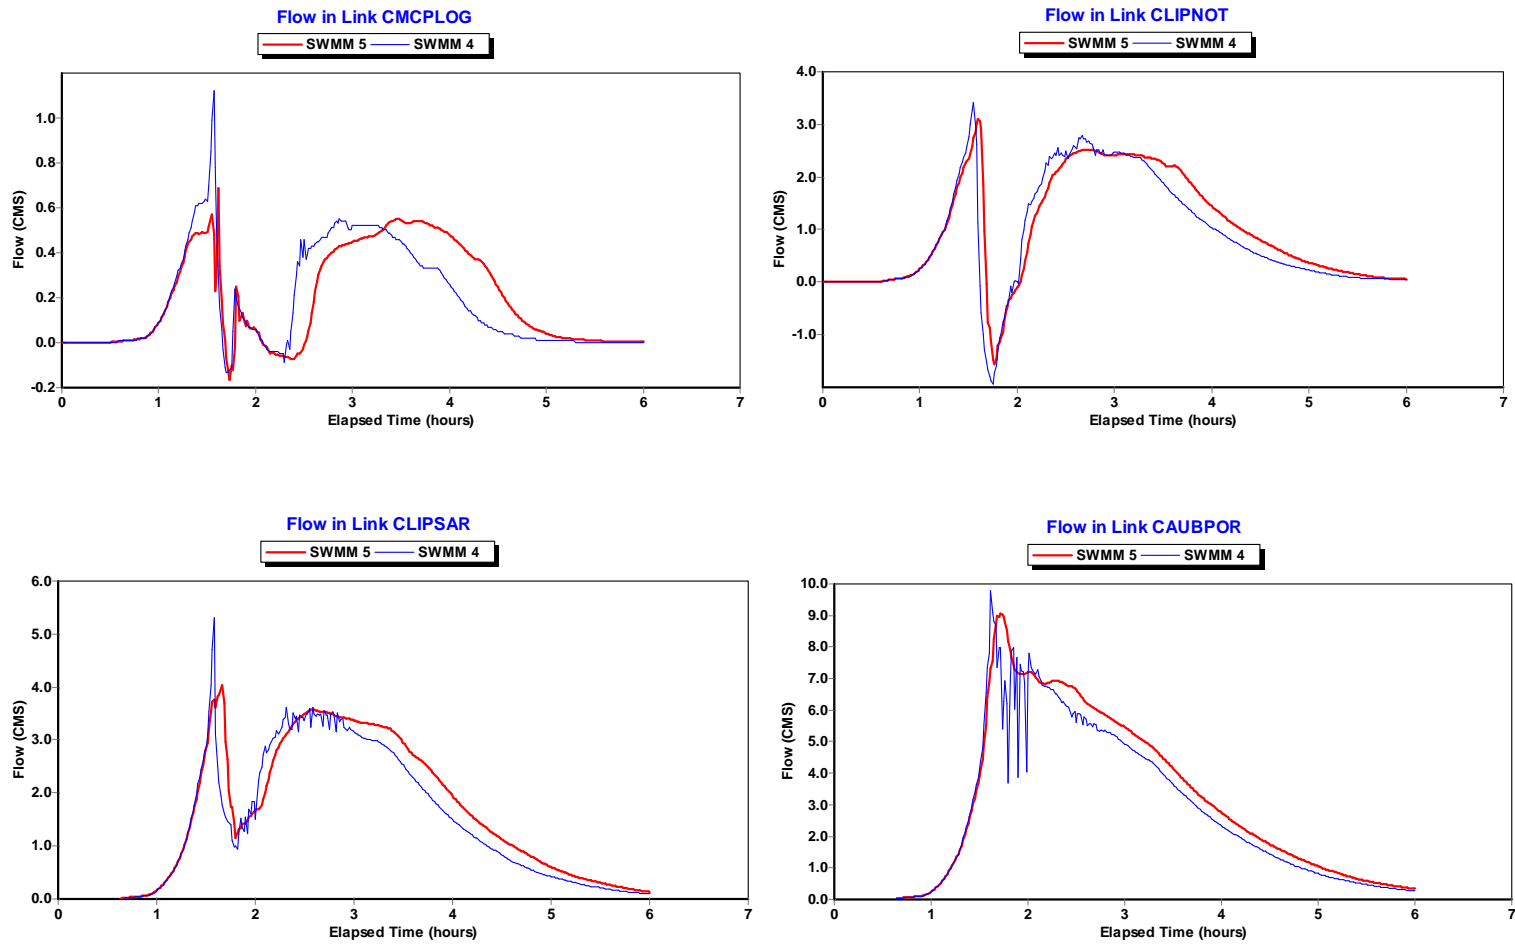 Flow in Link CMCPLOG
SWMM 5 SWMM 4
1.0
0.8
0.6
0.4
0.2
0.0
-0.2
Flow (CMS)
0 1 2 3 4 5 6 7
Elapsed Time (hours)
Flow in Link CLIPNOT
SWMM 5 SWMM 4
4.0
3.0
2.0
1.0
0.0
-1.0
Flow (CMS)
0 1 2 3 4 5 6 7
Elapsed Time (hours)
Flow in Link CLIPSAR
SWMM 5 SWMM 4
6.0
5.0
4.0
3.0
2.0
1.0
0.0
Flow (CMS)
0 1 2 3 4 5 6 7
Elapsed Time (hours)
Flow in Link CAUBPOR
SWMM 5 SWMM 4
10.0
9.0
8.0
7.0
6.0
5.0
4.0
3.0
2.0
1.0
0.0
Flow (CMS)
0 1 2 3 4 5 6 7
Elapsed Time (hours)